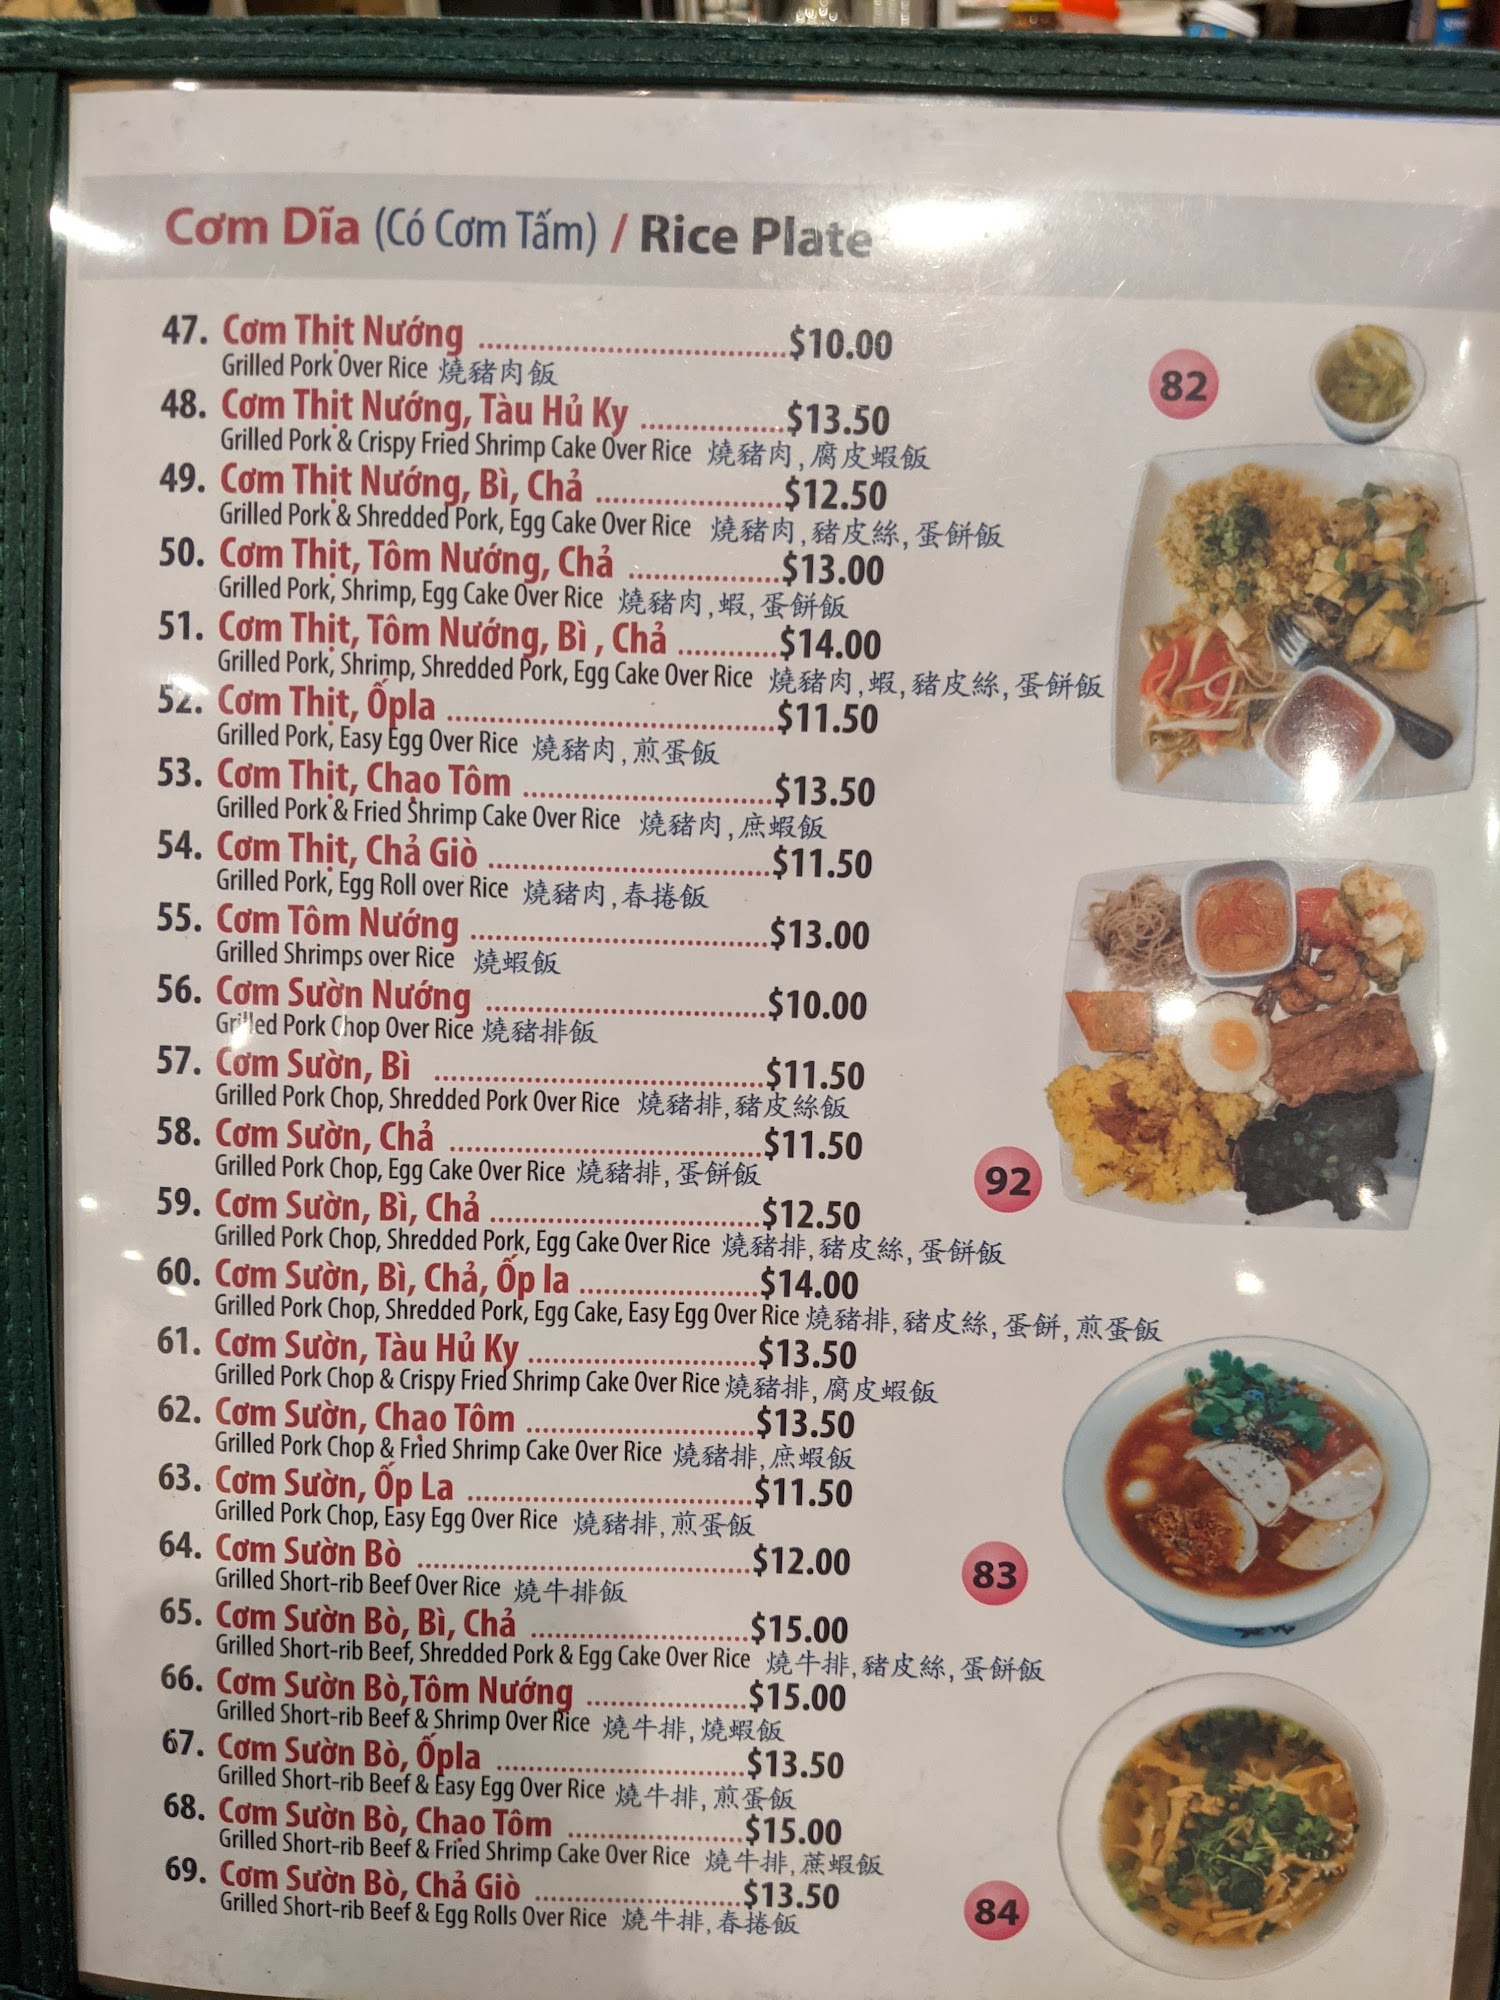 Cơm Dĩa (Có Cơm Tấm) / Rice Plate
47. Cơm Thịt Nướng $10.00
Grilled Pork Over Rice 燒豬肉飯
48. Cơm Thịt Nướng, Tàu Hủ Ky $13.50
Grilled Pork & Crispy Fried Shrimp Cake Over Rice 燒豬肉,腐皮蝦飯
49. Cơm Thịt Nướng, Bì, Chả $12.50
Grilled Pork & Shredded Pork, Egg Cake Over Rice 燒豬肉,豬皮絲,蛋餅飯
50. Cơm Thịt, Tôm Nướng, Chả $13.00
Grilled Pork, Shrimp, Egg Cake Over Rice 燒豬肉,蝦,蛋餅飯
51. Cơm Thịt, Tôm Nướng, Bì , Chả $14.00
Grilled Pork, Shrimp, Shredded Pork, Egg Cake Over Rice 燒豬肉,蝦,豬皮絲,蛋餅飯
52. Cơm Thịt, Ốpla $11.50
Grilled Pork, Easy Egg Over Rice 燒豬肉,煎蛋飯
53. Cơm Thịt, Chạo Tôm $13.50
Grilled Pork & Fried Shrimp Cake Over Rice 燒豬肉,庶蝦飯
54. Cơm Thịt, Chả Giò $11.50
Grilled Pork, Egg Roll over Rice 燒豬肉,春捲飯
55. Cơm Tôm Nướng $13.00
Grilled Shrimps over Rice 燒蝦飯
56. Cơm Sườn Nướng $10.00
Grilled Pork Chop Over Rice 燒豬排飯
57. Cơm Sườn, Bì $11.50
Grilled Pork Chop, Shredded Pork Over Rice 燒豬排,豬皮絲飯
58. Cơm Sườn, Chả $11.50
Grilled Pork Chop, Egg Cake Over Rice 燒豬排,蛋餅飯
59. Cơm Sườn, Bì, Chả $12.50
Grilled Pork Chop, Shredded Pork, Egg Cake Over Rice 燒豬排,豬皮絲,蛋餅飯
60. Cơm Sườn, Bì, Chả, Ốp la $14.00
Grilled Pork Chop, Shredded Pork, Egg Cake, Easy Egg Over Rice 燒豬排,豬皮絲,蛋餅,煎蛋飯
61. Cơm Sườn, Tàu Hủ Ky $13.50
Grilled Pork Chop & Crispy Fried Shrimp Cake Over Rice 燒豬排,腐皮蝦飯
62. Cơm Sườn, Chạo Tôm $13.50
Grilled Pork Chop & Fried Shrimp Cake Over Rice 燒豬排,庶蝦飯
63. Cơm Sườn, Ốp La $11.50
Grilled Pork Chop, Easy Egg Over Rice 燒豬排,煎蛋飯
64. Cơm Sườn Bò $12.00
Grilled Short-rib Beef Over Rice 燒牛排飯
65. Cơm Sườn Bò, Bì, Chả $15.00
Grilled Short-rib Beef, Shredded Pork & Egg Cake Over Rice 燒牛排,豬皮絲,蛋餅飯
66. Cơm Sườn Bò,Tôm Nướng $15.00
Grilled Short-rib Beef & Shrimp Over Rice 燒牛排,燒蝦飯
67. Cơm Sườn Bò, Ốpla $13.50
Grilled Short-rib Beef & Easy Egg Over Rice 燒牛排,煎蛋飯
68. Cơm Sườn Bò, Chạo Tôm $15.00
Grilled Short-rib Beef & Fried Shrimp Cake Over Rice 燒牛排,蔗蝦飯
69. Cơm Sườn Bò, Chả Giò $13.50
Grilled Short-rib Beef & Egg Rolls Over Rice 燒牛排,春捲飯
82
92
83
84